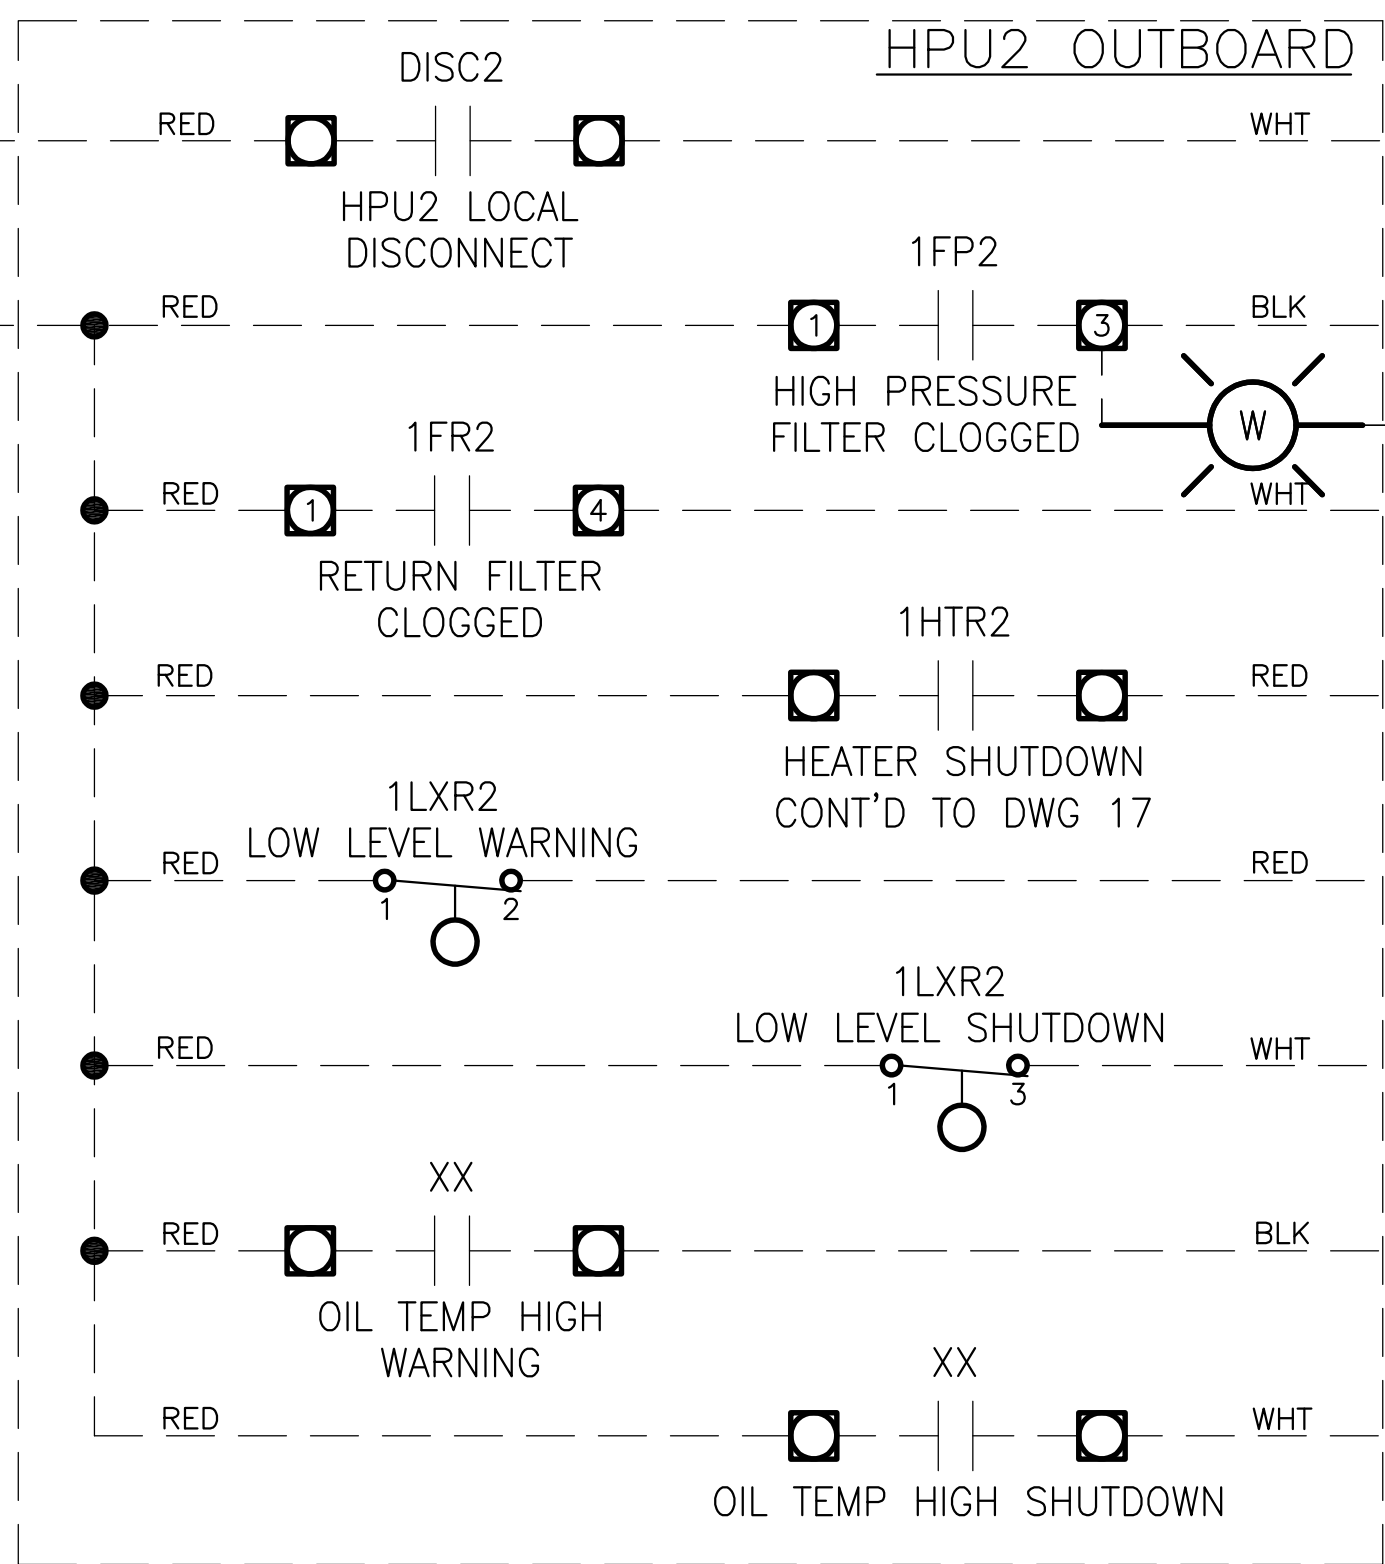 HPU2 OUTBOARD
DISC2
RED
WHT
HPU2 LOCAL
DISCONNECT
1FP2
RED
1
3
BLK
HIGH PRESSURE
FILTER CLOGGED
W
1FR2
RED
1
4
WHT
RETURN FILTER
CLOGGED
1HTR2
RED
RED
HEATER SHUTDOWN
CONT'D TO DWG 17
1LXR2
LOW LEVEL WARNING
RED
RED
1
2
1LXR2
LOW LEVEL SHUTDOWN
RED
WHT
1
3
XX
RED
BLK
OIL TEMP HIGH
WARNING
XX
RED
WHT
OIL TEMP HIGH SHUTDOWN